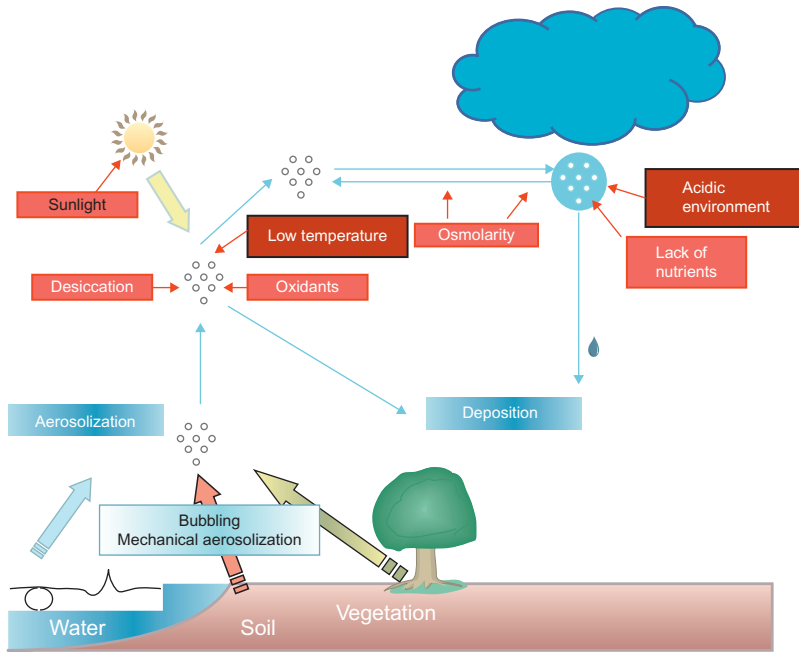 Sunlight
Low temperature
Osmolarity
Acidic
environment
Lack of
nutrients
Desiccation
Oxidants
Aerosolization
Deposition
Bubbling
Mechanical aerosolization
Water
Soil
Vegetation